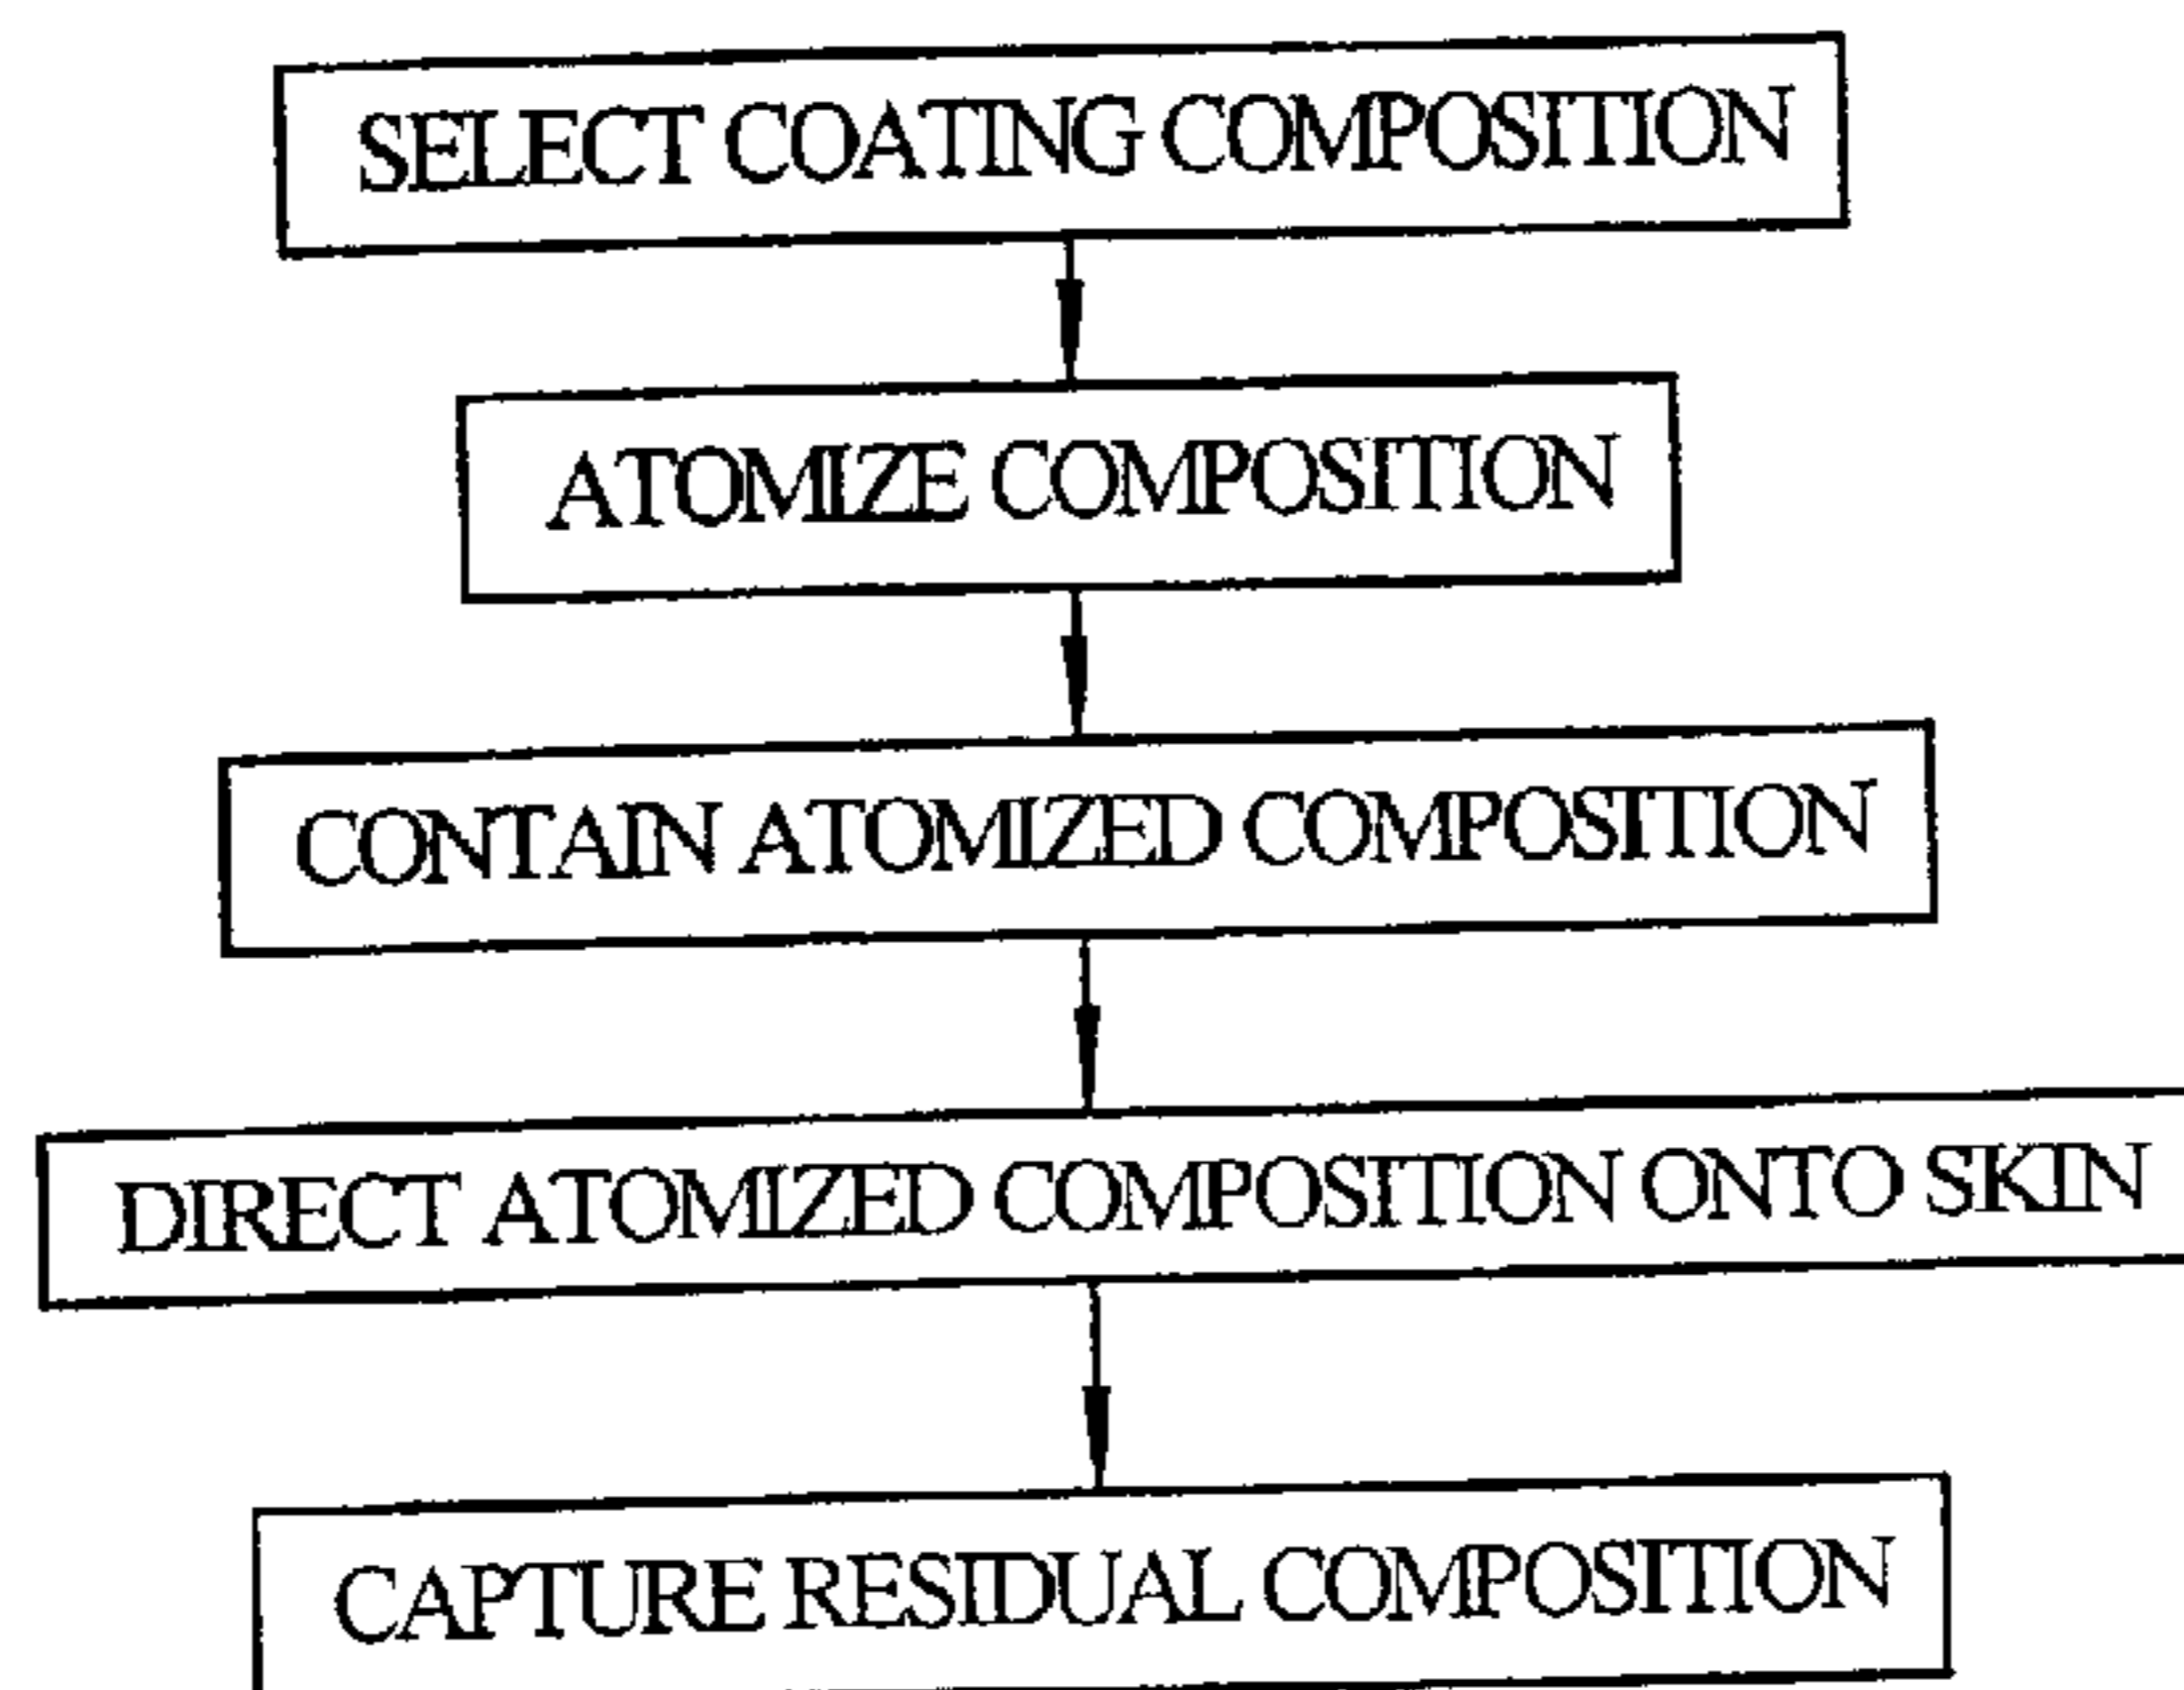 SELECT COATING COMPOSITION
ATOMIZE COMPOSITION
CONTAIN ATOMIZED COMPOSITION
DIRECT ATOMIZED COMPOSITION ONTO SKIN
CAPTURE RESIDUAL COMPOSITION